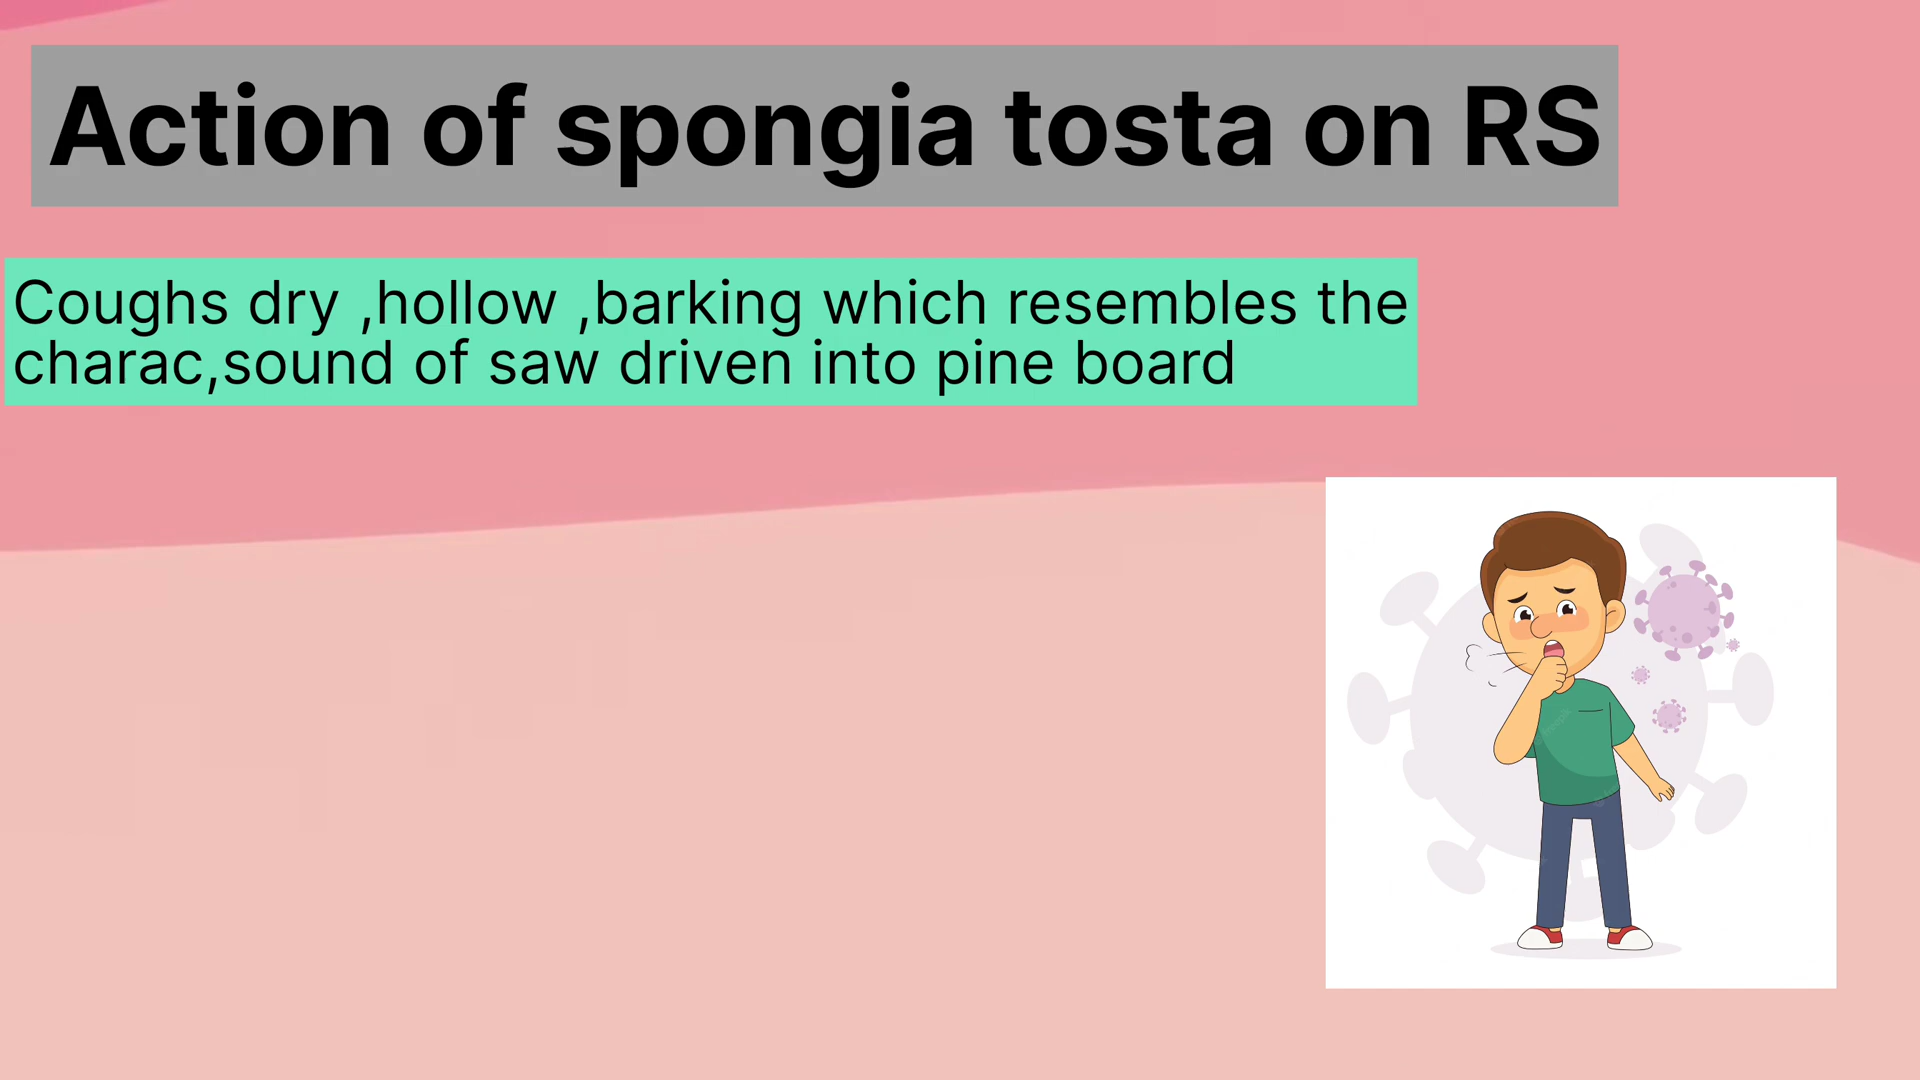 Action of spongia tosta on RS
Coughs dry ,hollow ,barking which resembles the
charac,sound of saw driven into pine board